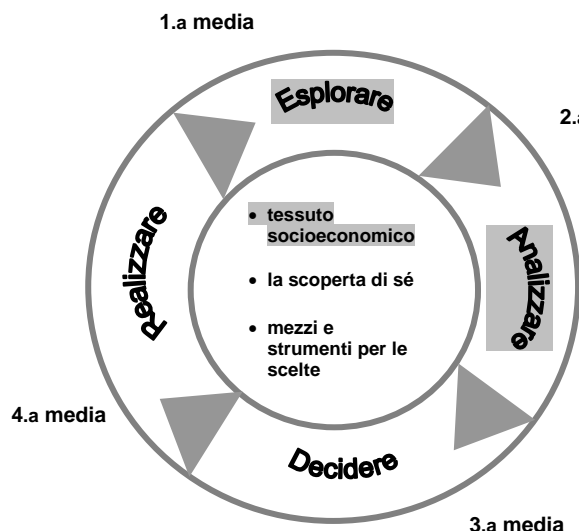 1.a media
Esplorare
2.a
• tessuto
socioeconomico
Analizzare
Realizzare
• la scoperta di sé
• mezzi e
strumenti per le
scelte
4.a media
Decidere
3.a media